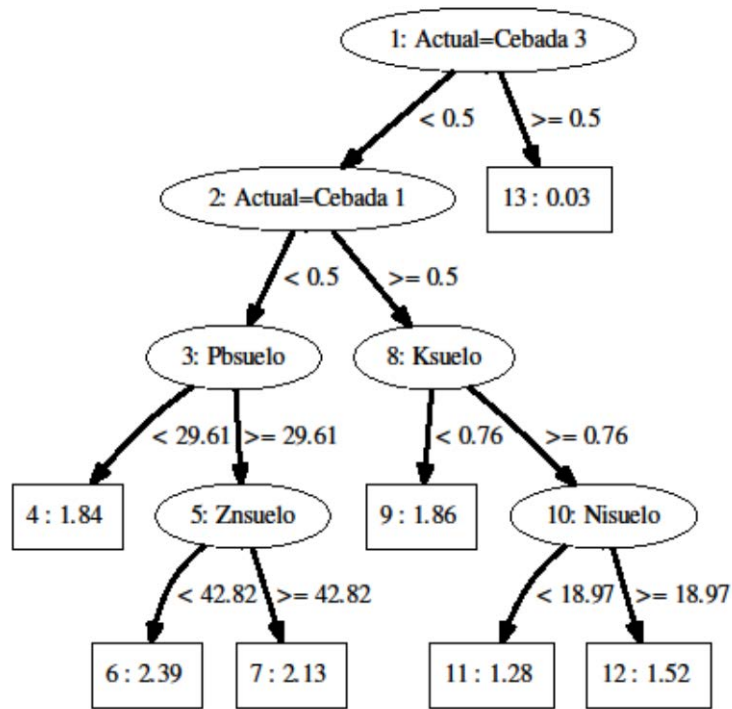 1: Actual=Cebada 3
< 0.5
>= 0.5
2: Actual=Cebada 1
13 : 0.03
< 0.5
>= 0.5
3: Pbsuelo
8: Ksuelo
< 29.61
>= 29.61
< 0.76
>= 0.76
4 : 1.84
5: Znsuelo
9 : 1.86
10: Nisuelo
< 42.82
>= 42.82
< 18.97
>= 18.97
6 : 2.39
7 : 2.13
11 : 1.28
12 : 1.52